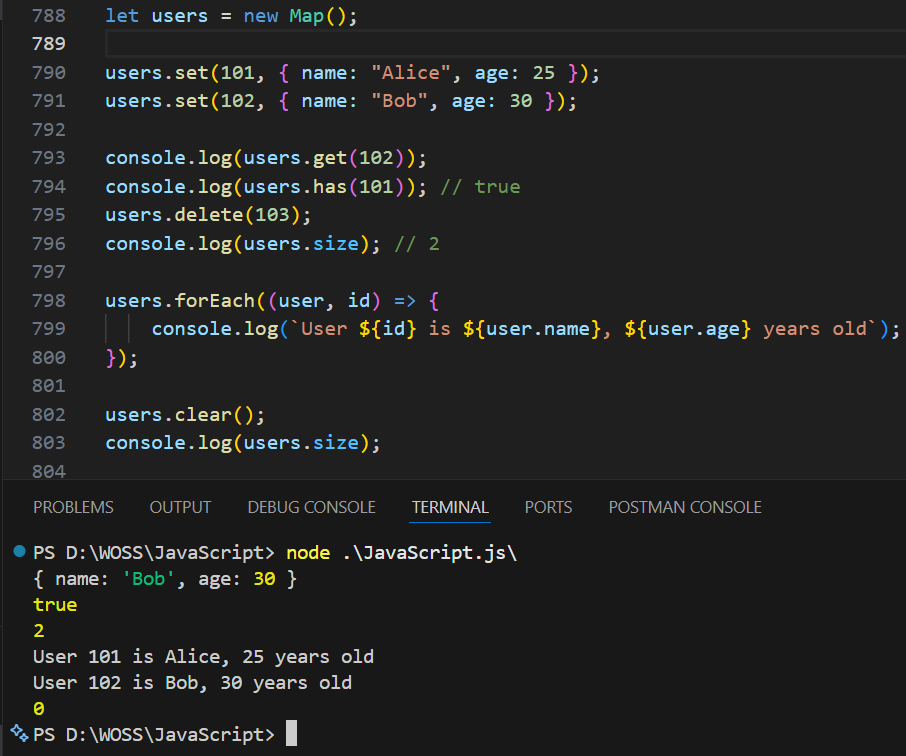 788 let users = new Map();
789
790 users.set(101, { name: "Alice", age: 25 });
791 users.set(102, { name: "Bob", age: 30 });
792
793 console.log(users.get(102));
794 console.log(users.has(101)); // true
795 users.delete(103);
796 console.log(users.size); // 2
797
798 users.forEach((user, id) => {
799     console.log(`User ${id} is ${user.name}, ${user.age} years old`);
800 });
801
802 users.clear();
803 console.log(users.size);
804
PROBLEMS OUTPUT DEBUG CONSOLE TERMINAL PORTS POSTMAN CONSOLE
PS D:\WOSS\JavaScript> node .\JavaScript.js\
{ name: 'Bob', age: 30 }
true
2
User 101 is Alice, 25 years old
User 102 is Bob, 30 years old
0
PS D:\WOSS\JavaScript>